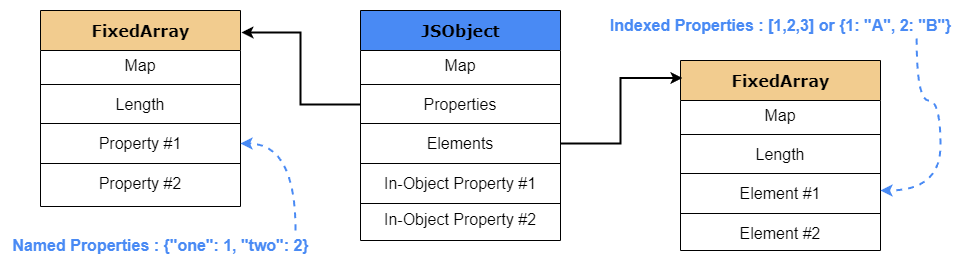 FixedArray
Map
Length
Property #1
Property #2
Named Properties : {"one": 1, "two": 2}
JSObject
Map
Properties
Elements
In-Object Property #1
In-Object Property #2
Indexed Properties : [1,2,3] or {1: "A", 2: "B"}
FixedArray
Map
Length
Element #1
Element #2